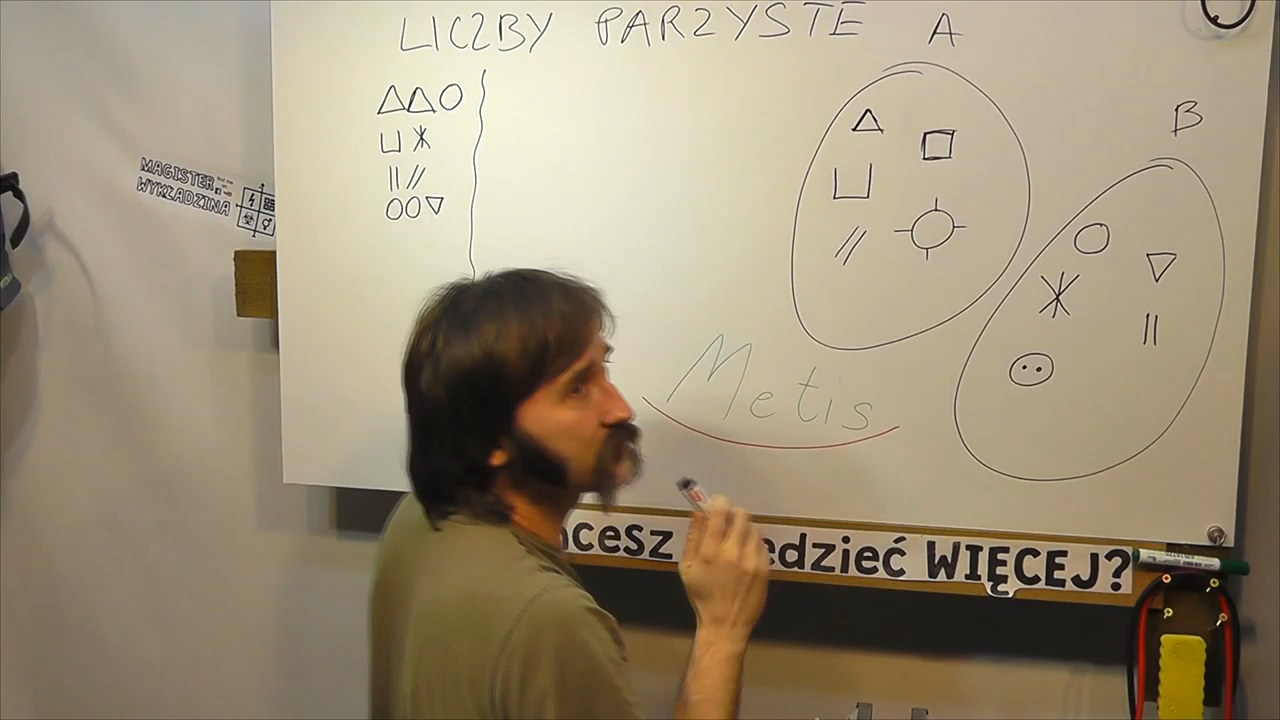 LICZBY PARZYSTE A
B
MAGISTER
WYKŁADZINA
Metis
CESZ EDZIEĆ WIĘCEJ?